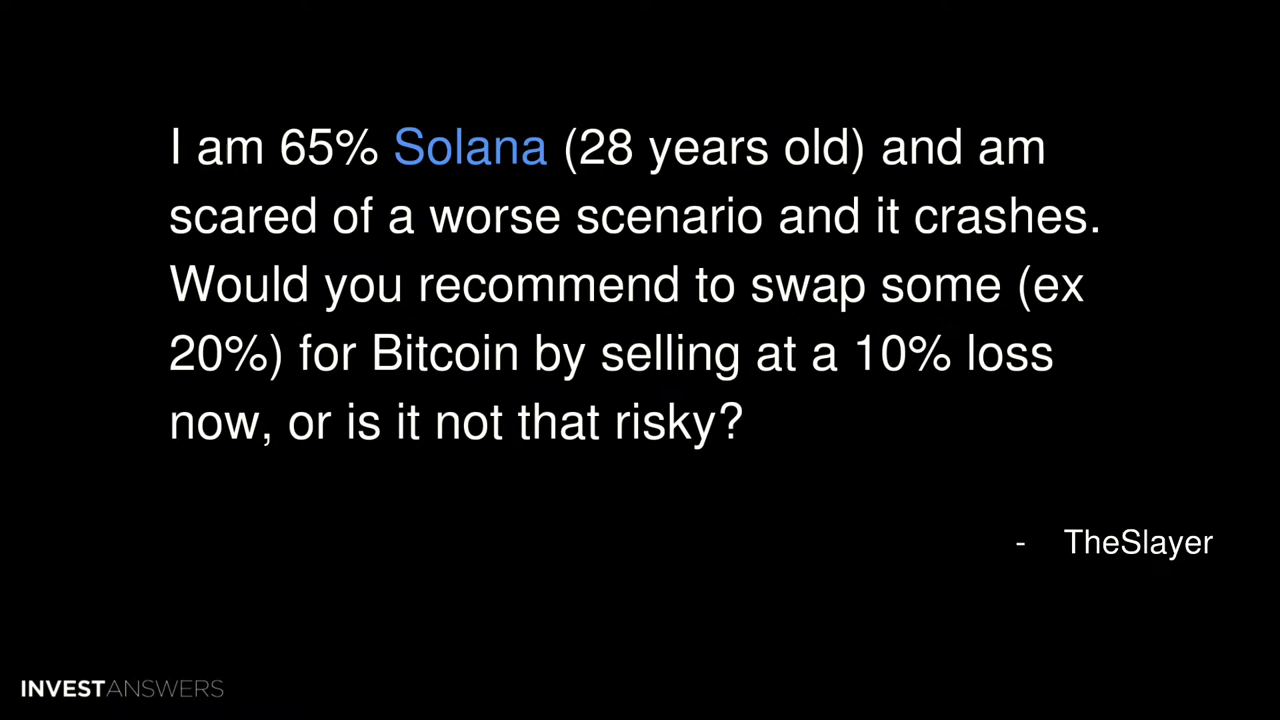 I am 65% Solana (28 years old) and am
scared of a worse scenario and it crashes.
Would you recommend to swap some (ex
20%) for Bitcoin by selling at a 10% loss
now, or is it not that risky?
- TheSlayer
INVESTANSWERS